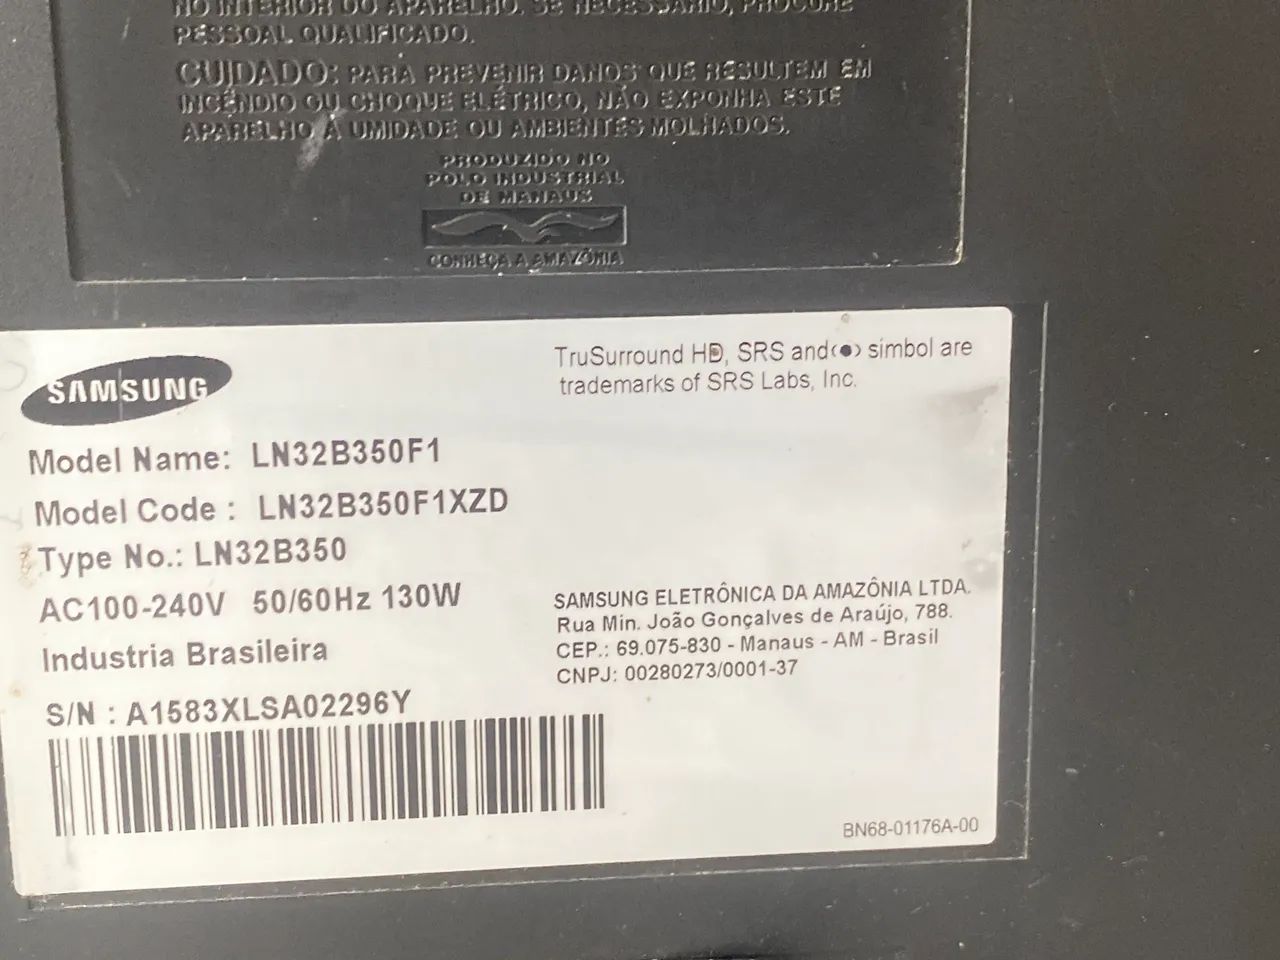 NO INTERIOR DO APARELHO. SE NECESSÁRIO, PROCURE
PESSOAL QUALIFICADO.
CUIDADO: PARA PREVENIR DANOS QUE RESULTEM EM
INCÊNDIO OU CHOQUE ELÉTRICO, NÃO EXPONHA ESTE
APARELHO À UMIDADE OU AMBIENTES MOLHADOS.
PRODUZIDO NO
POLO INDUSTRIAL
DE MANAUS
CONHEÇA A AMAZÔNIA
SAMSUNG
TruSurround HD, SRS and(●) simbol are
trademarks of SRS Labs, Inc.
Model Name: LN32B350F1
Model Code : LN32B350F1XZD
Type No.: LN32B350
AC100-240V 50/60Hz 130W
Industria Brasileira
S/N : A1583XLSA02296Y
SAMSUNG ELETRÔNICA DA AMAZÔNIA LTDA.
Rua Min. João Gonçalves de Araújo, 788.
CEP.: 69.075-830 - Manaus - AM - Brasil
CNPJ: 00280273/0001-37
BN68-01176A-00